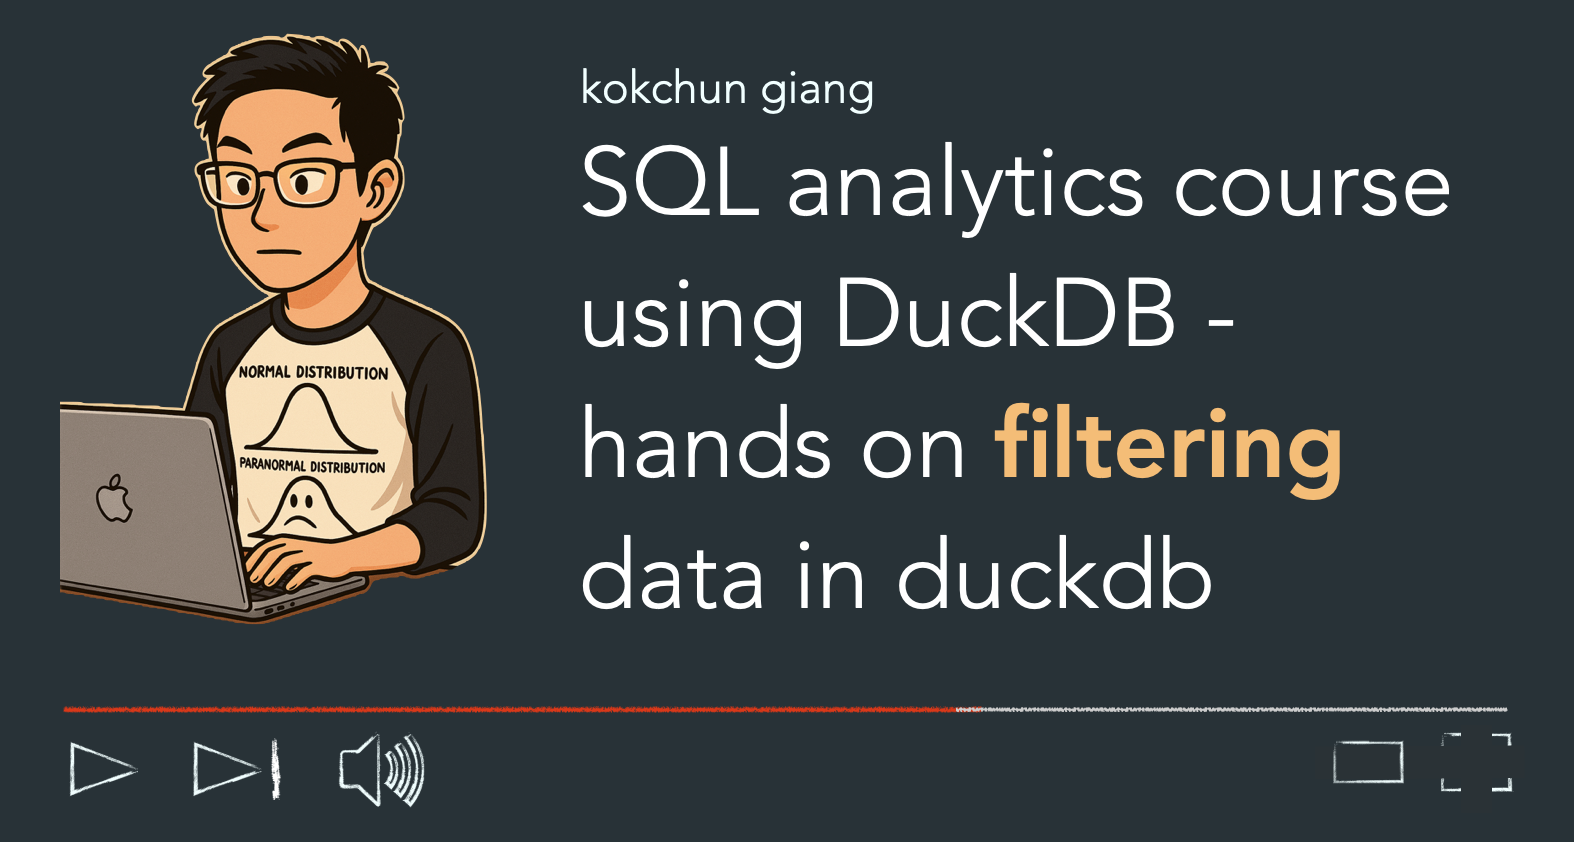 kokchun giang
SQL analytics course
using DuckDB -
hands on filtering
data in duckdb
NORMAL DISTRIBUTION
PARANORMAL DISTRIBUTION